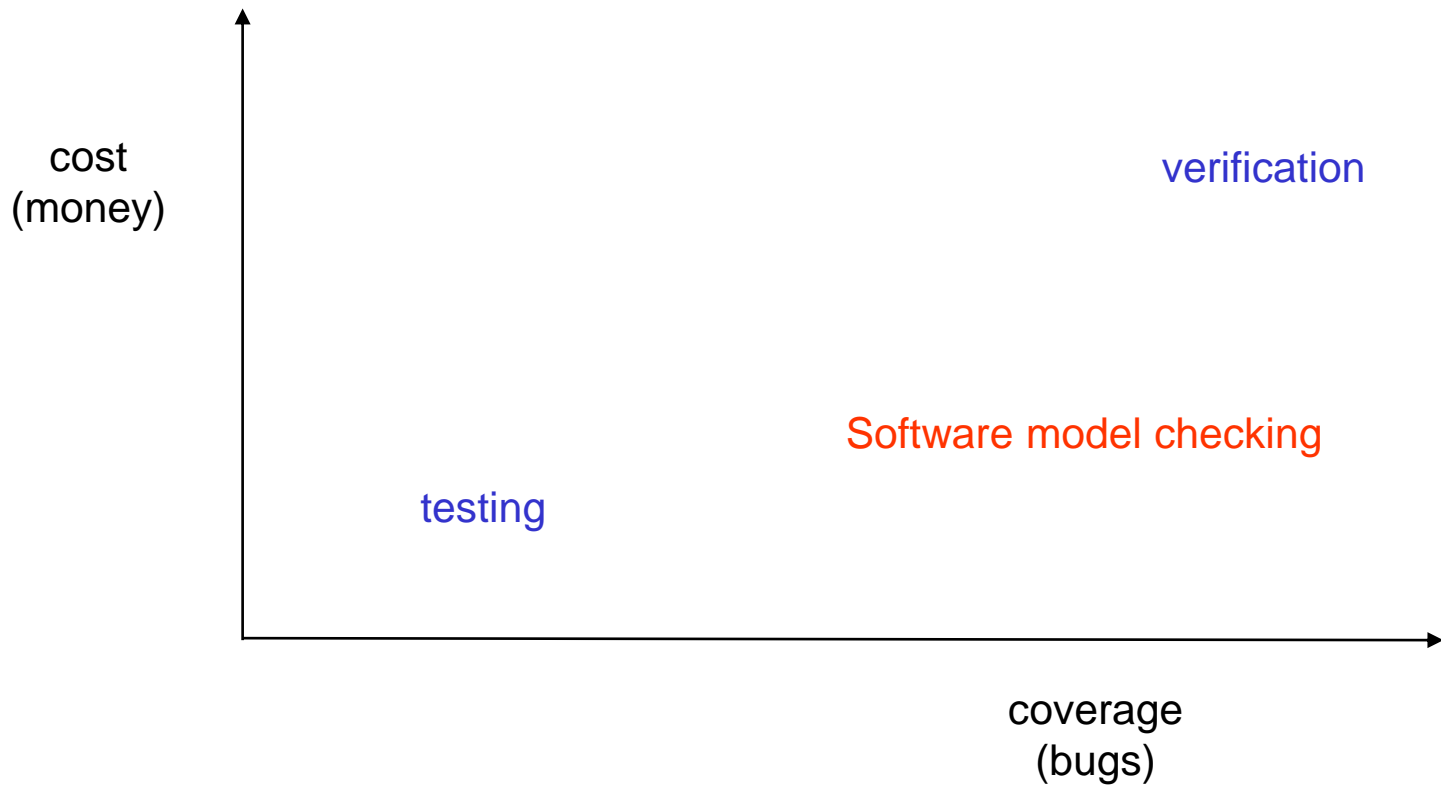 cost
(money)
verification
Software model checking
testing
coverage
(bugs)